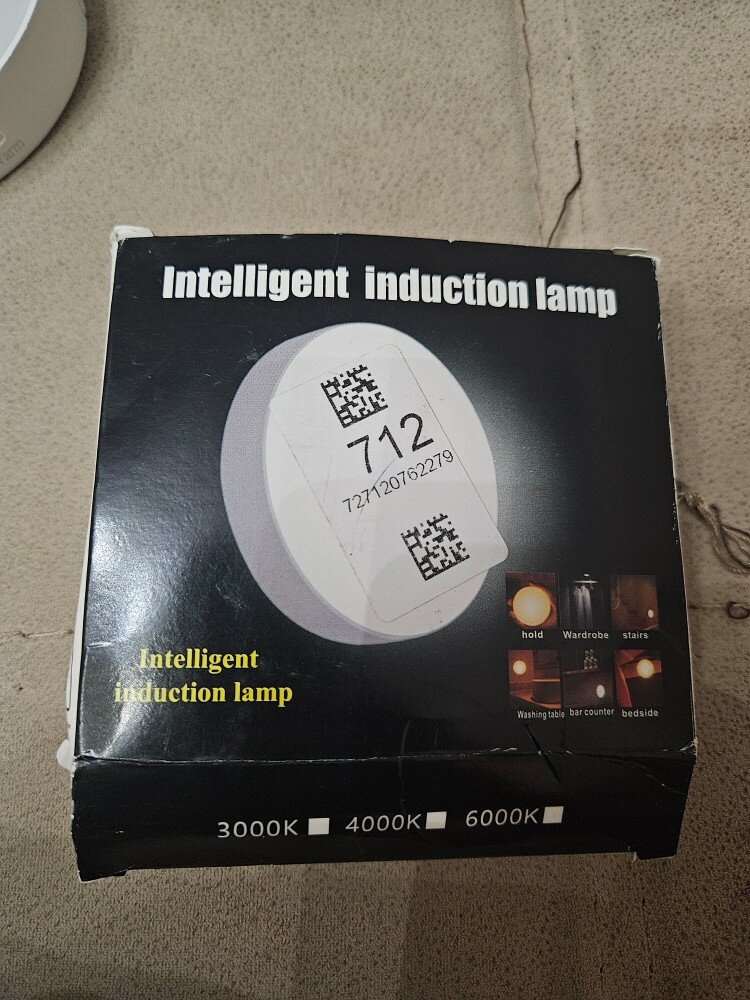 Intelligent induction lamp
712
727120762279
hold Wardrobe stairs
Washing table bar counter bedside
Intelligent
induction lamp
3000K 4000K 6000K